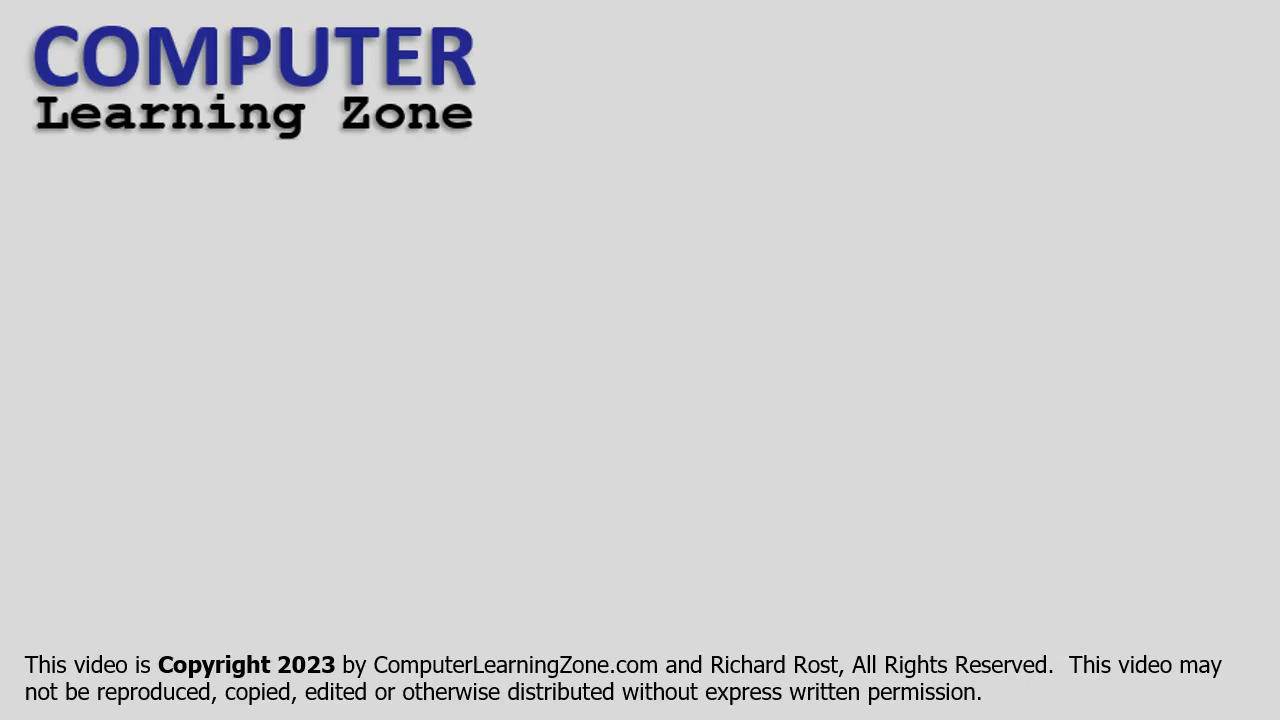 COMPUTER
Learning Zone
This video is Copyright 2023 by ComputerLearningZone.com and Richard Rost, All Rights Reserved.  This video may
not be reproduced, copied, edited or otherwise distributed without express written permission.